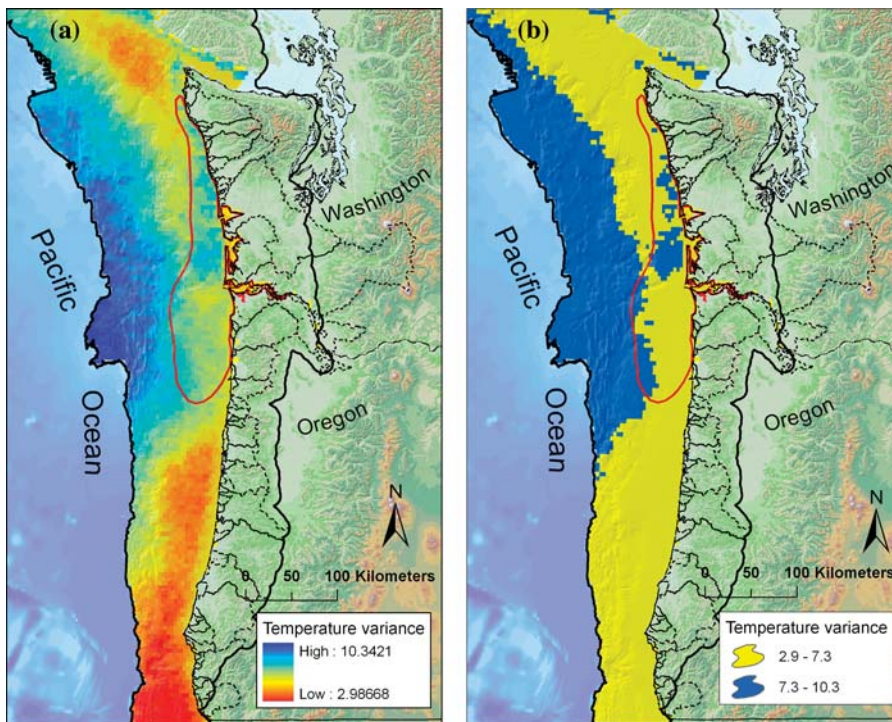 (a)
Washington
Pacific
Ocean
Oregon
N
0 50 100 Kilometers
Temperature variance
High : 10.3421
Low : 2.98668
(b)
Washington
Pacific
Ocean
Oregon
N
0 50 100 Kilometers
Temperature variance
2.9 - 7.3
7.3 - 10.3